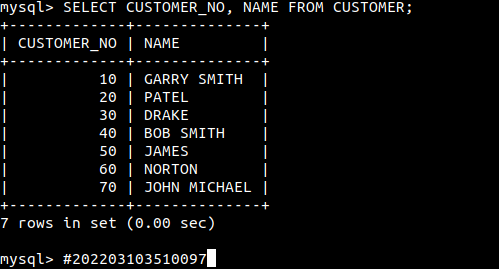 mysql> SELECT CUSTOMER_NO, NAME FROM CUSTOMER;
+-------------+--------------+
| CUSTOMER_NO | NAME         |
+-------------+--------------+
|          10 | GARRY SMITH  |
|          20 | PATEL        |
|          30 | DRAKE        |
|          40 | BOB SMITH    |
|          50 | JAMES        |
|          60 | NORTON       |
|          70 | JOHN MICHAEL |
+-------------+--------------+
7 rows in set (0.00 sec)
mysql> #202203103510097